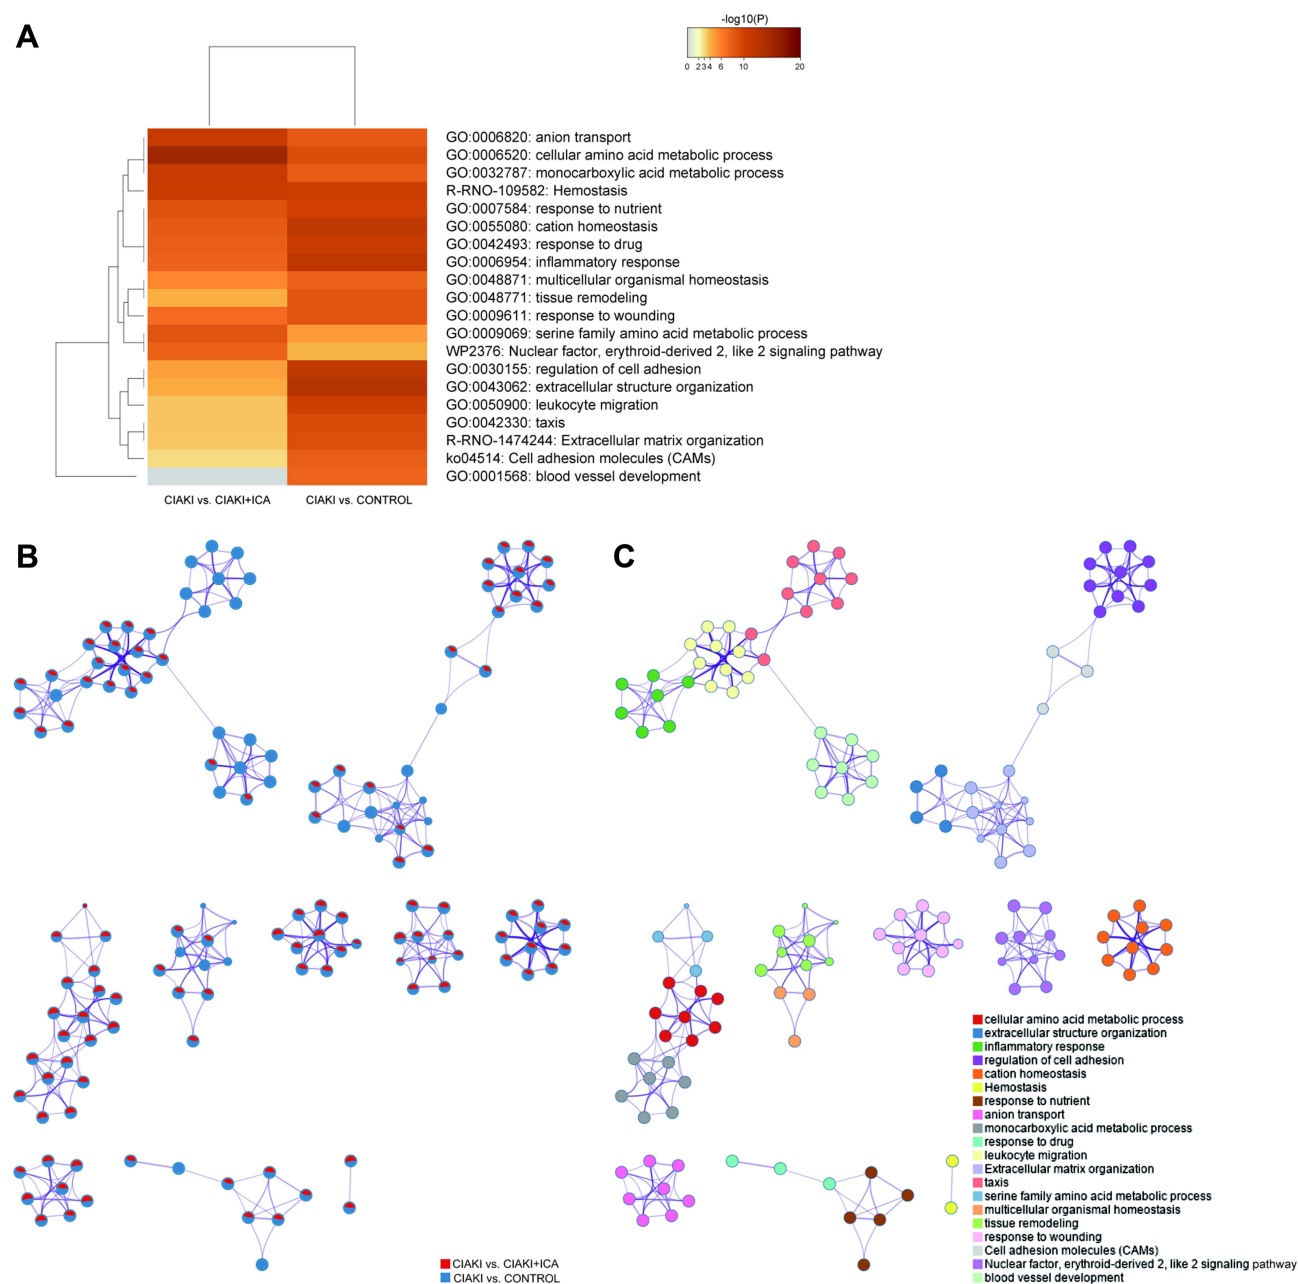 A
-log10(P)
0 2 3 4 6 10 20
GO:0006820: anion transport
GO:0006520: cellular amino acid metabolic process
GO:0032787: monocarboxylic acid metabolic process
R-RNO-109582: Hemostasis
GO:0007584: response to nutrient
GO:0055080: cation homeostasis
GO:0042493: response to drug
GO:0006954: inflammatory response
GO:0048871: multicellular organismal homeostasis
GO:0048771: tissue remodeling
GO:0009611: response to wounding
GO:0009069: serine family amino acid metabolic process
WP2376: Nuclear factor, erythroid-derived 2, like 2 signaling pathway
GO:0030155: regulation of cell adhesion
GO:0043062: extracellular structure organization
GO:0050900: leukocyte migration
GO:0042330: taxis
R-RNO-1474244: Extracellular matrix organization
ko04514: Cell adhesion molecules (CAMs)
GO:0001568: blood vessel development
CIAKI vs. CIAKI+ICA CIAKI vs. CONTROL
B
CIAKI vs. CIAKI+ICA
CIAKI vs. CONTROL
C
cellular amino acid metabolic process
extracellular structure organization
inflammatory response
regulation of cell adhesion
cation homeostasis
Hemostasis
response to nutrient
anion transport
monocarboxylic acid metabolic process
response to drug
leukocyte migration
Extracellular matrix organization
taxis
serine family amino acid metabolic process
multicellular organismal homeostasis
tissue remodeling
response to wounding
Cell adhesion molecules (CAMs)
Nuclear factor, erythroid-derived 2, like 2 signaling pathway
blood vessel development